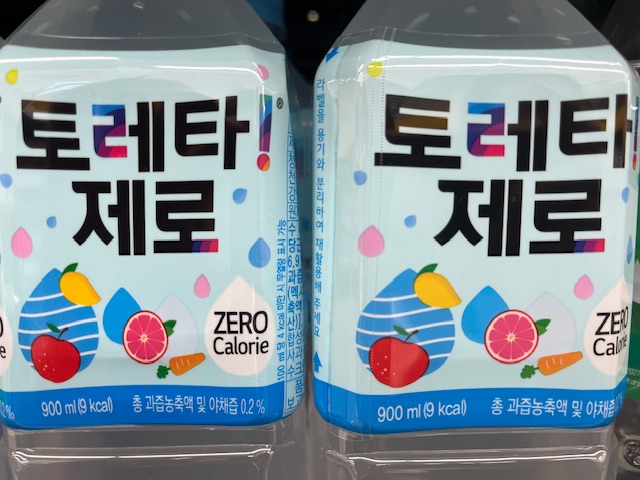 토레타! ®
제로
ZERO
Calorie
900 ml (9 kcal)
총 과즙농축액 및 야채즙 0.2 %
라벨을 용기와 분리하여 재활용해 주세요
토레타!
제로
ZERO
Calorie
900 ml (9 kcal)
총 과즙농축액 및 야채즙